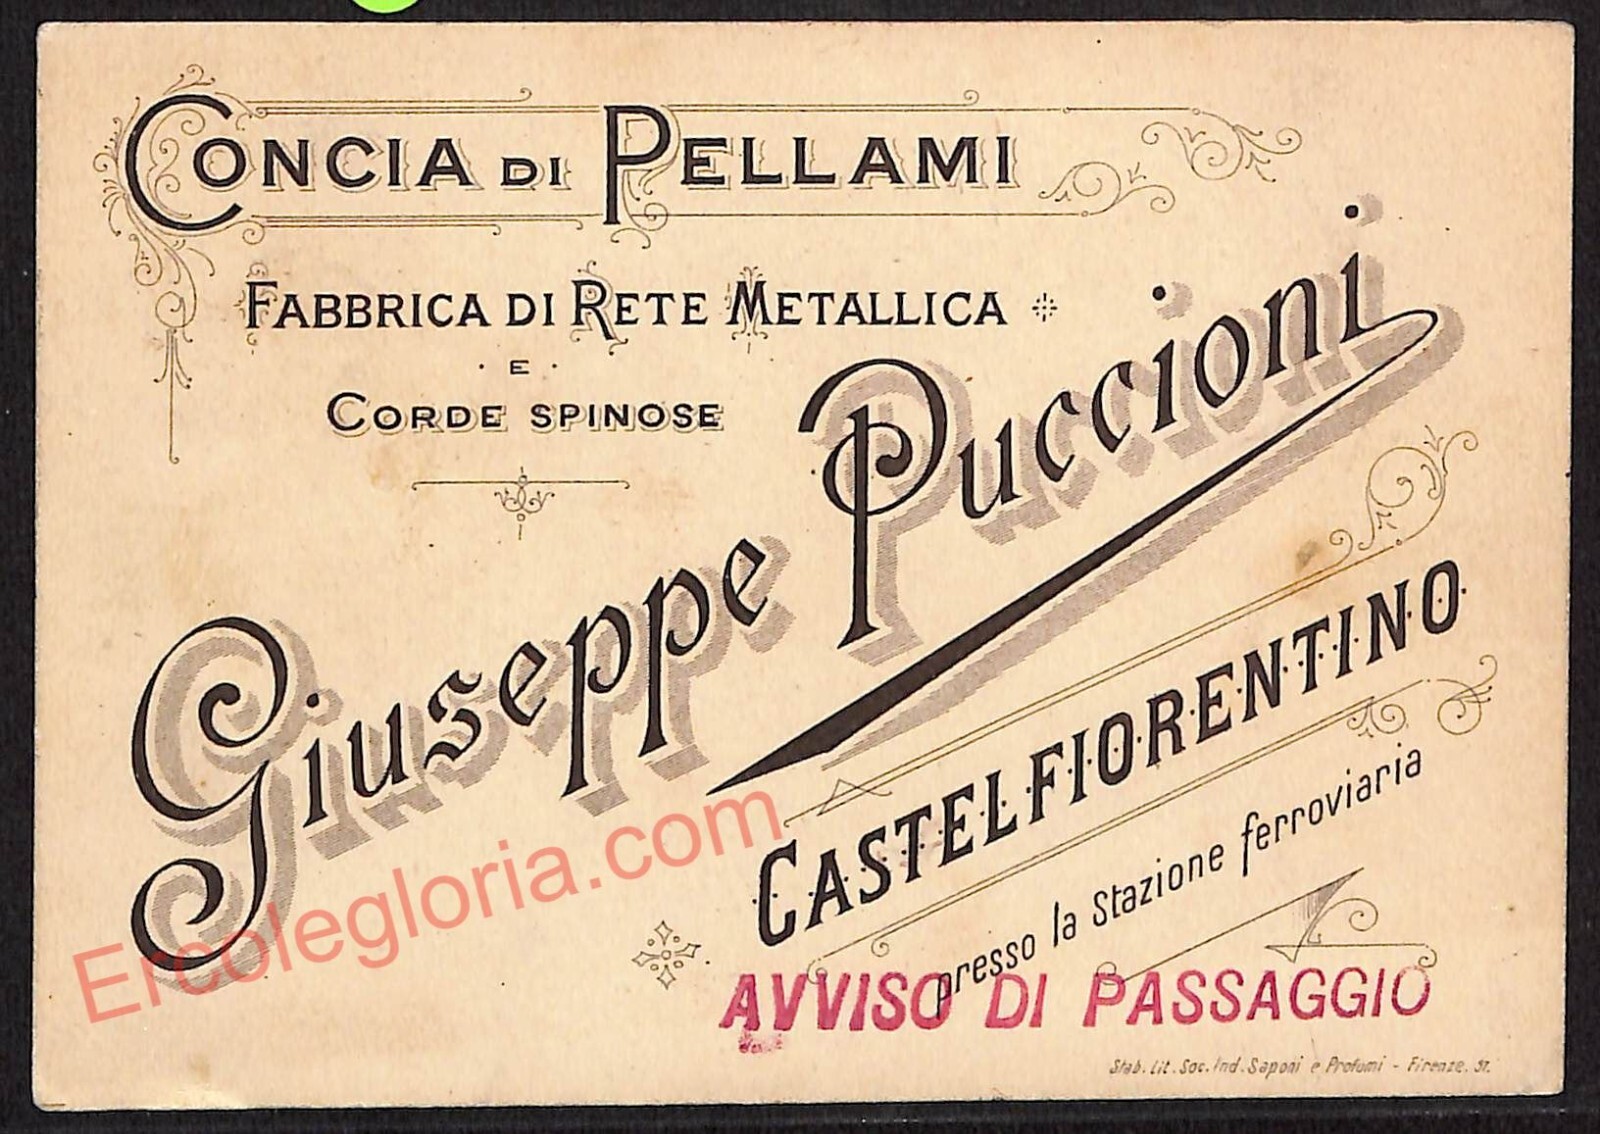 CONCIA DI PELLAMI
FABBRICA DI RETE METALLICA
· E ·
CORDE SPINOSE
Giuseppe Puccioni
CASTELFIORENTINO
presso la Stazione ferroviaria
AVVISO DI PASSAGGIO
Stab. Lit. Soc. Ind. Saponi e Profumi - Firenze. 97.
Ercolegloria.com